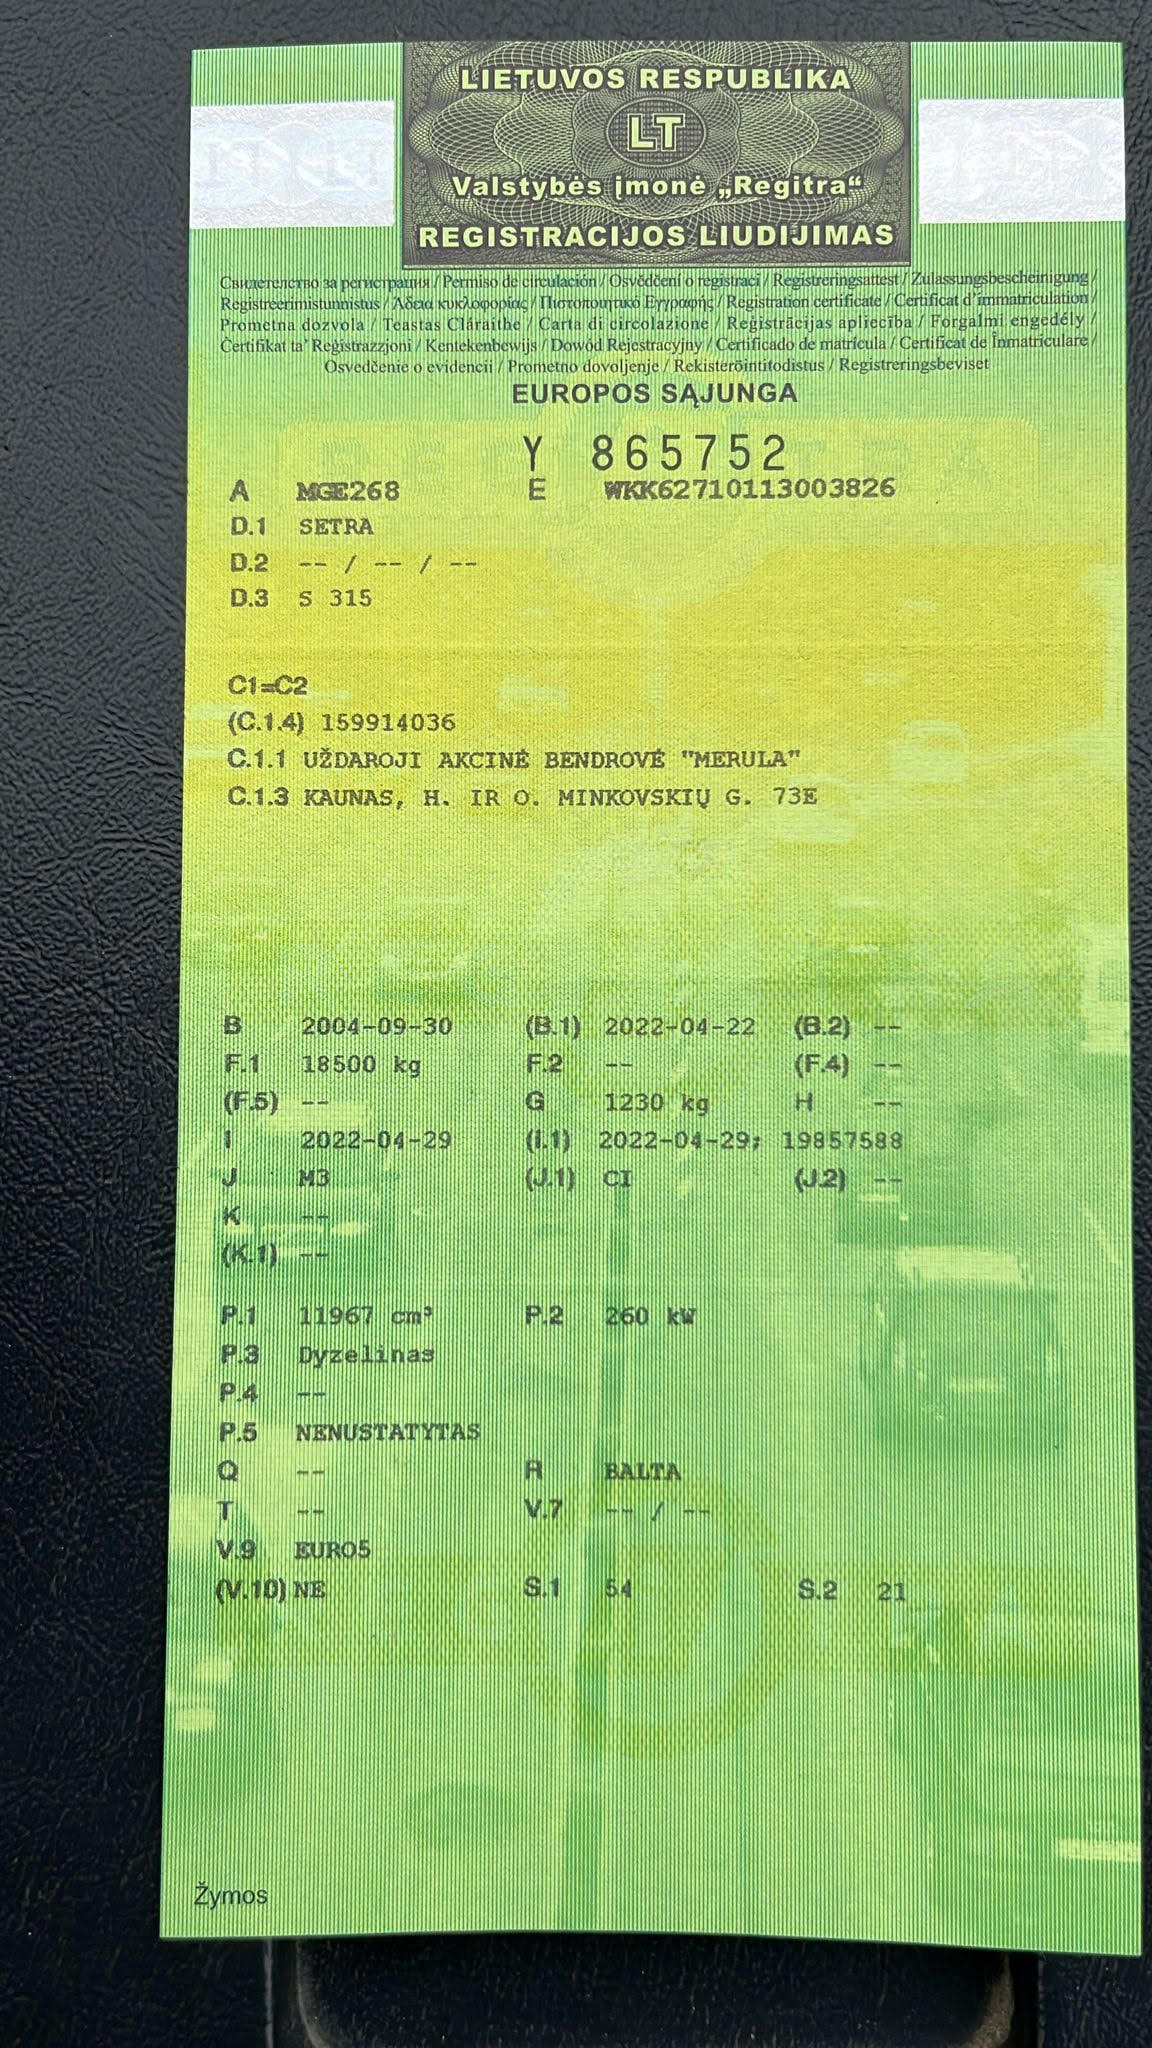 LIETUVOS RESPUBLIKA
LT
Valstybės įmonė „Regitra“
REGISTRACIJOS LIUDIJIMAS
Свидетелство за регистрация / Permiso de circulación / Osvědčení o registraci / Registreringsattest / Zulassungsbescheinigung /
Registreerimistunnistus / Άδεια κυκλοφορίας / Πιστοποιητικό Εγγραφής / Registration certificate / Certificat d’immatriculation /
Prometna dozvola / Teastas Cláraithe / Carta di circolazione / Reģistrācijas apliecība / Forgalmi engedély /
Ċertifikat ta’ Reġistrazzjoni / Kentekenbewijs / Dowód Rejestracyjny / Certificado de matrícula / Certificat de Înmatriculare /
Osvedčenie o evidencii / Prometno dovoljenje / Rekisteröintitodistus / Registreringsbeviset
EUROPOS SĄJUNGA
Y 865752
A MGE268 E WKK62710113003826
D.1 SETRA
D.2 -- / -- / --
D.3 S 315
C1=C2
(C.1.4) 159914036
C.1.1 UŽDAROJI AKCINĖ BENDROVĖ "MERULA"
C.1.3 KAUNAS, H. IR O. MINKOVSKIŲ G. 73E
B 2004-09-30 (B.1) 2022-04-22 (B.2) --
F.1 18500 kg F.2 -- (F.4) --
(F.5) -- G 1230 kg H --
I 2022-04-29 (I.1) 2022-04-29; 19857588
J M3 (J.1) CI (J.2) --
K --
(K.1) --
P.1 11967 cm³ P.2 260 kW
P.3 Dyzelinas
P.4 --
P.5 NENUSTATYTAS
Q -- R BALTA
T -- V.7 -- / --
V.9 EURO5
(V.10) NE S.1 54 S.2 21
Žymos